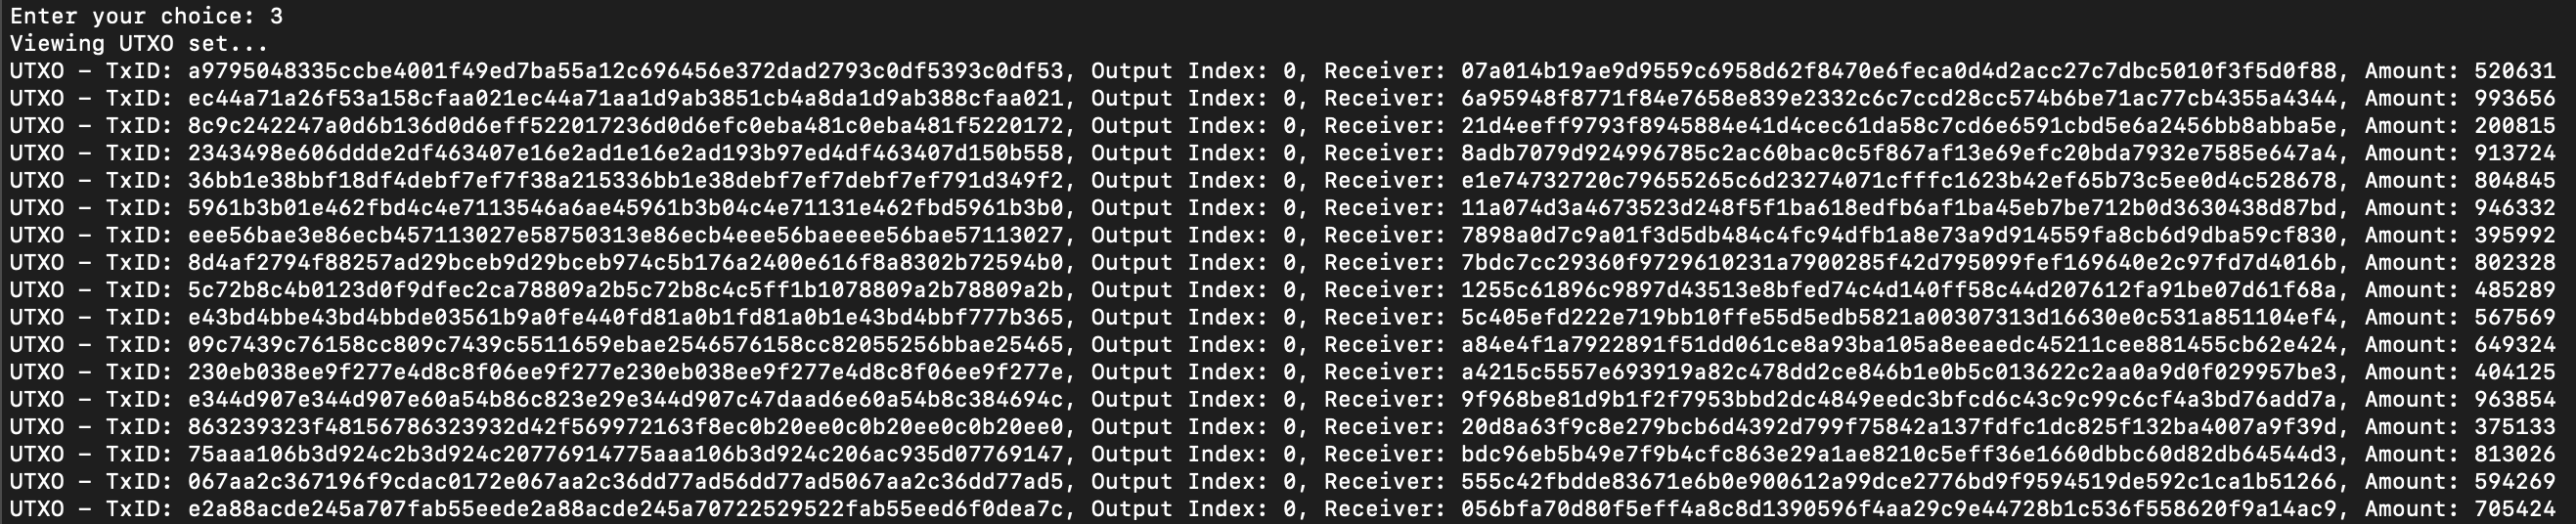 Enter your choice: 3
Viewing UTXO set...
UTXO – TxID: a9795048335ccbe4001f49ed7ba55a12c696456e372dad2793c0df5393c0df53, Output Index: 0, Receiver: 07a014b19ae9d9559c6958d62f8470e6feca0d4d2acc27c7dbc5010f3f5d0f88, Amount: 520631
UTXO – TxID: ec44a71a26f53a158cfaa021ec44a71aa1d9ab3851cb4a8da1d9ab388cfaa021, Output Index: 0, Receiver: 6a95948f8771f84e7658e839e2332c6c7ccd28cc574b6be71ac77cb4355a4344, Amount: 993656
UTXO – TxID: 8c9c242247a0d6b136d0d6eff522017236d0d6efc0eba481c0eba481f5220172, Output Index: 0, Receiver: 21d4eeff9793f8945884e41d4cec61da58c7cd6e6591cbd5e6a2456bb8abba5e, Amount: 200815
UTXO – TxID: 2343498e606ddde2df463407e16e2ad1e16e2ad193b97ed4df463407d150b558, Output Index: 0, Receiver: 8adb7079d924996785c2ac60bac0c5f867af13e69efc20bda7932e7585e647a4, Amount: 913724
UTXO – TxID: 36bb1e38bbf18df4debf7ef7f38a215336bb1e38debf7ef7debf7ef791d349f2, Output Index: 0, Receiver: e1e74732720c79655265c6d23274071cfffc1623b42ef65b73c5ee0d4c528678, Amount: 804845
UTXO – TxID: 5961b3b01e462fbd4c4e7113546a6ae45961b3b04c4e71131e462fbd5961b3b0, Output Index: 0, Receiver: 11a074d3a4673523d248f5f1ba618edfb6af1ba45eb7be712b0d3630438d87bd, Amount: 946332
UTXO – TxID: eee56bae3e86ecb457113027e58750313e86ecb4eee56baeeee56bae57113027, Output Index: 0, Receiver: 7898a0d7c9a01f3d5db484c4fc94dfb1a8e73a9d914559fa8cb6d9dba59cf830, Amount: 395992
UTXO – TxID: 8d4af2794f88257ad29bceb9d29bceb974c5b176a2400e616f8a8302b72594b0, Output Index: 0, Receiver: 7bdc7cc29360f9729610231a7900285f42d795099fef169640e2c97fd7d4016b, Amount: 802328
UTXO – TxID: 5c72b8c4b0123d0f9dfec2ca78809a2b5c72b8c4c5ff1b1078809a2b78809a2b, Output Index: 0, Receiver: 1255c61896c9897d43513e8bfed74c4d140ff58c44d207612fa91be07d61f68a, Amount: 485289
UTXO – TxID: e43bd4bbe43bd4bbde03561b9a0fe440fd81a0b1fd81a0b1e43bd4bbf777b365, Output Index: 0, Receiver: 5c405efd222e719bb10ffe55d5edb5821a00307313d16630e0c531a851104ef4, Amount: 567569
UTXO – TxID: 09c7439c76158cc809c7439c5511659ebae2546576158cc82055256bbae25465, Output Index: 0, Receiver: a84e4f1a7922891f51dd061ce8a93ba105a8eeaedc45211cee881455cb62e424, Amount: 649324
UTXO – TxID: 230eb038ee9f277e4d8c8f06ee9f277e230eb038ee9f277e4d8c8f06ee9f277e, Output Index: 0, Receiver: a4215c5557e693919a82c478dd2ce846b1e0b5c013622c2aa0a9d0f029957be3, Amount: 404125
UTXO – TxID: e344d907e344d907e60a54b86c823e29e344d907c47daad6e60a54b8c384694c, Output Index: 0, Receiver: 9f968be81d9b1f2f7953bbd2dc4849eedc3bfcd6c43c9c99c6cf4a3bd76add7a, Amount: 963854
UTXO – TxID: 863239323f48156786323932d42f569972163f8ec0b20ee0c0b20ee0c0b20ee0, Output Index: 0, Receiver: 20d8a63f9c8e279bcb6d4392d799f75842a137fdfc1dc825f132ba4007a9f39d, Amount: 375133
UTXO – TxID: 75aaa106b3d924c2b3d924c20776914775aaa106b3d924c206ac935d07769147, Output Index: 0, Receiver: bdc96eb5b49e7f9b4cfc863e29a1ae8210c5eff36e1660dbbc60d82db64544d3, Amount: 813026
UTXO – TxID: 067aa2c367196f9cdac0172e067aa2c36dd77ad56dd77ad5067aa2c36dd77ad5, Output Index: 0, Receiver: 555c42fbdde83671e6b0e900612a99dce2776bd9f9594519de592c1ca1b51266, Amount: 594269
UTXO – TxID: e2a88acde245a707fab55eede2a88acde245a70722529522fab55eed6f0dea7c, Output Index: 0, Receiver: 056bfa70d80f5eff4a8c8d1390596f4aa29c9e44728b1c536f558620f9a14ac9, Amount: 705424